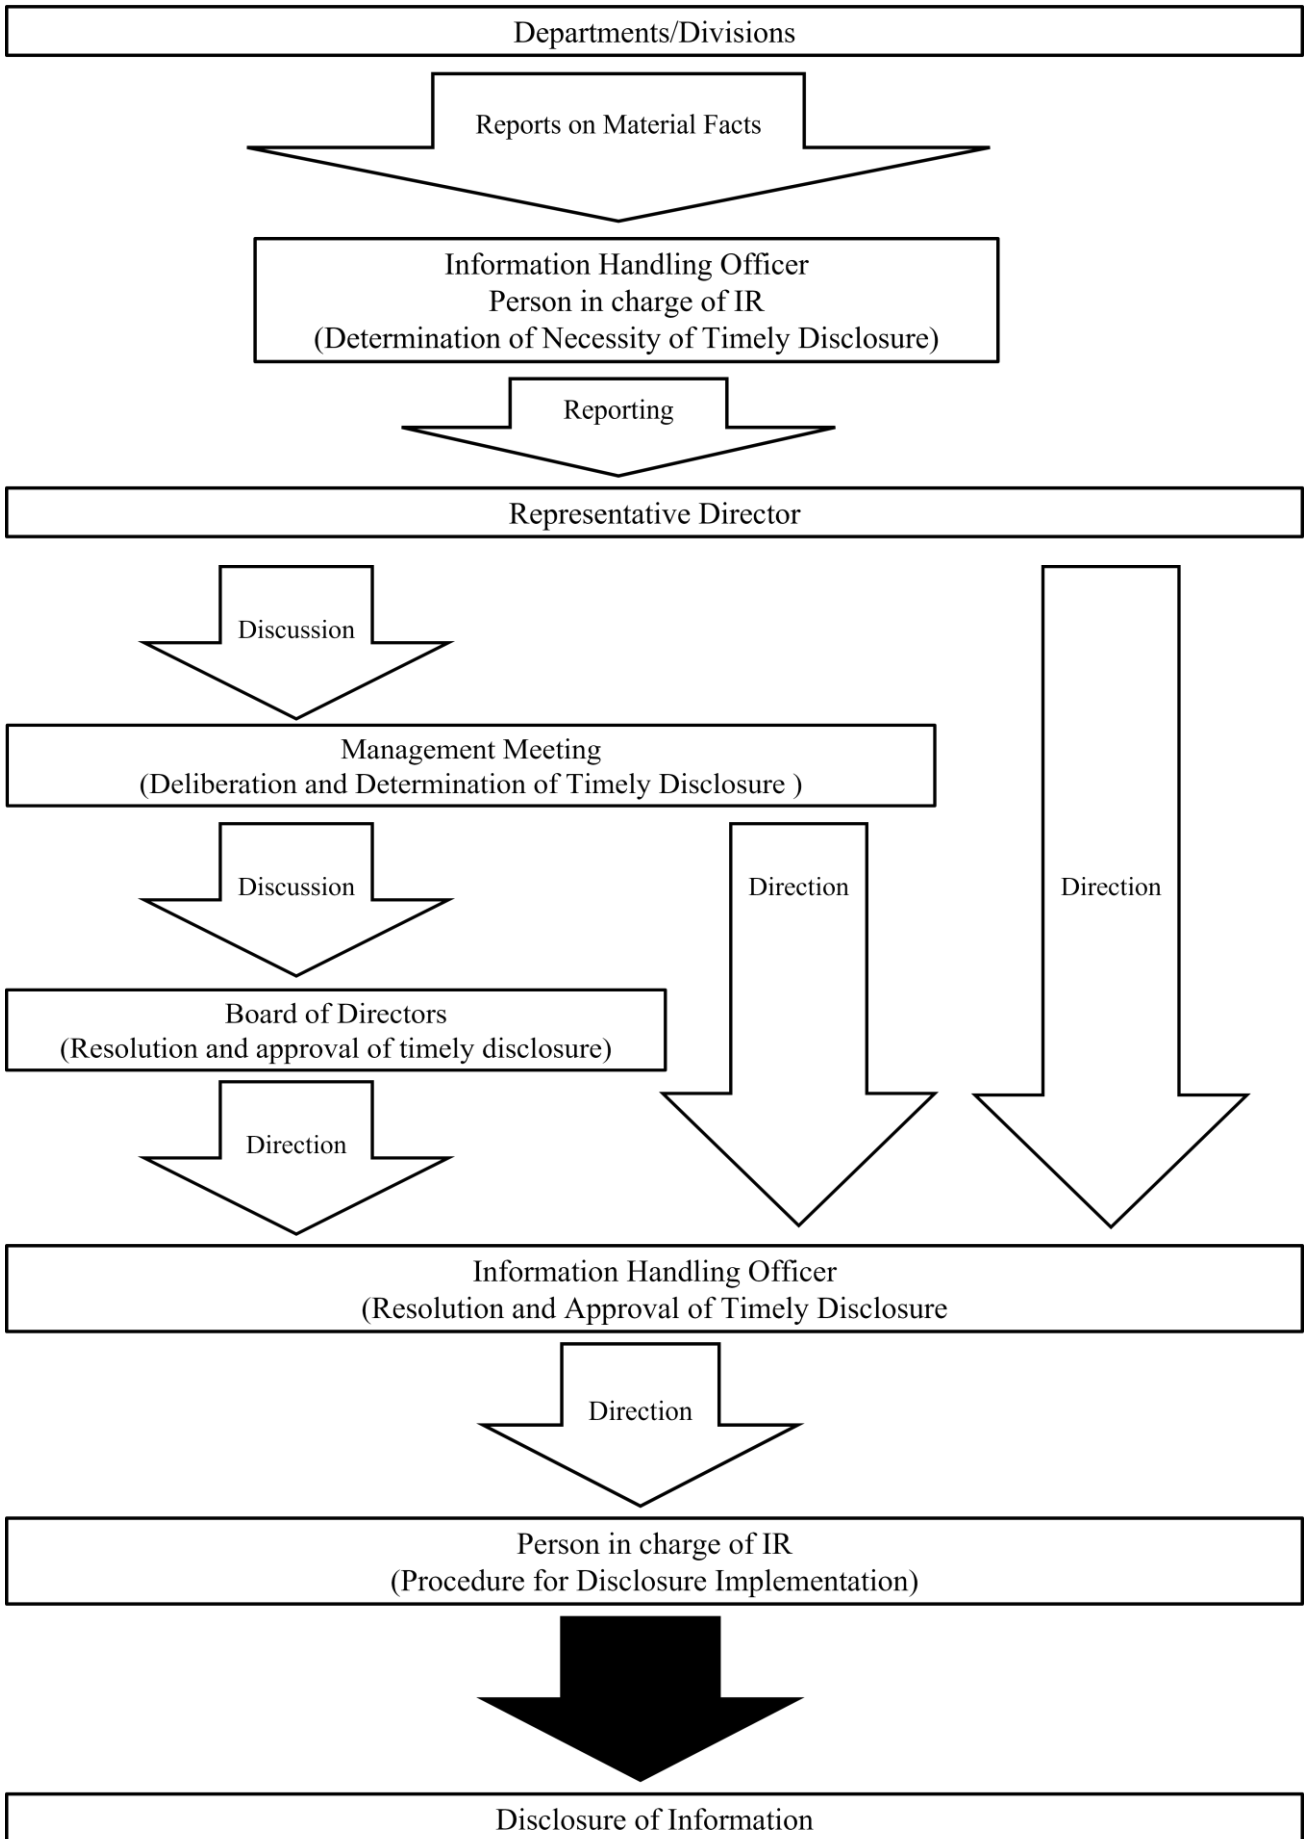 Departments/Divisions
Reports on Material Facts
Information Handling Officer
Person in charge of IR
(Determination of Necessity of Timely Disclosure)
Reporting
Representative Director
Discussion
Management Meeting
(Deliberation and Determination of Timely Disclosure )
Discussion
Direction
Direction
Board of Directors
(Resolution and approval of timely disclosure)
Direction
Information Handling Officer
(Resolution and Approval of Timely Disclosure
Direction
Person in charge of IR
(Procedure for Disclosure Implementation)
Disclosure of Information